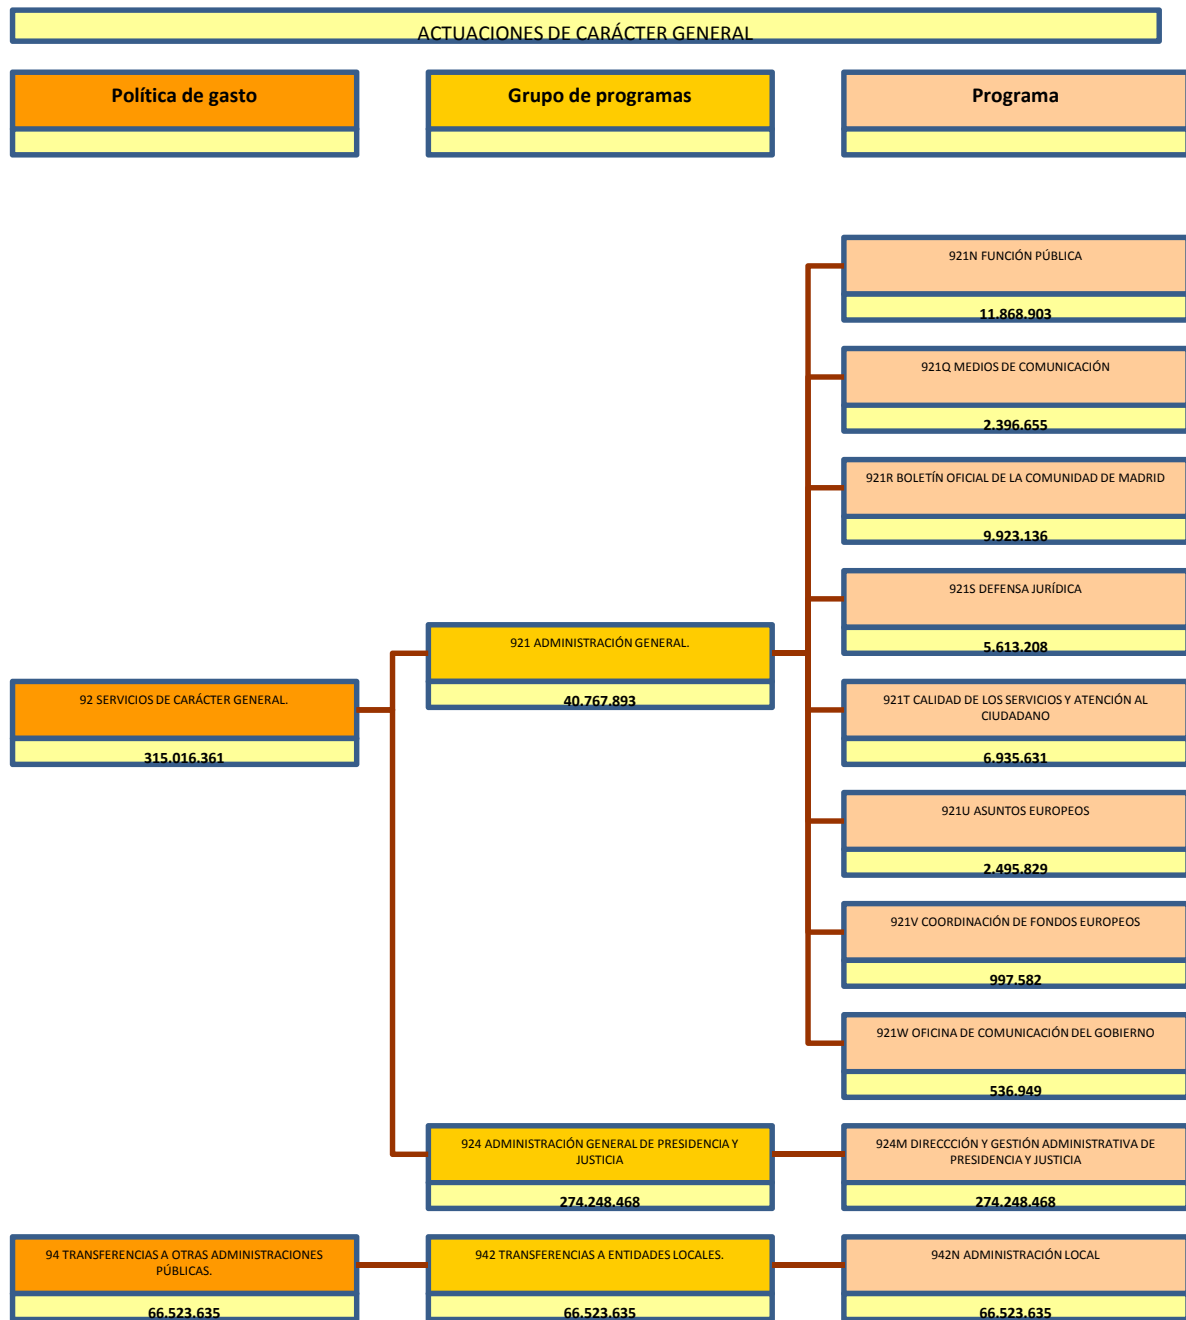 ACTUACIONES DE CARÁCTER GENERAL
Política de gasto
Grupo de programas
Programa
921N FUNCIÓN PÚBLICA
11.868.903
921Q MEDIOS DE COMUNICACIÓN
2.396.655
921R BOLETÍN OFICIAL DE LA COMUNIDAD DE MADRID
9.923.136
921S DEFENSA JURÍDICA
5.613.208
921 ADMINISTRACIÓN GENERAL.
40.767.893
92 SERVICIOS DE CARÁCTER GENERAL.
315.016.361
921T CALIDAD DE LOS SERVICIOS Y ATENCIÓN AL
CIUDADANO
6.935.631
921U ASUNTOS EUROPEOS
2.495.829
921V COORDINACIÓN DE FONDOS EUROPEOS
997.582
921W OFICINA DE COMUNICACIÓN DEL GOBIERNO
536.949
924 ADMINISTRACIÓN GENERAL DE PRESIDENCIA Y
JUSTICIA
274.248.468
924M DIRECCCIÓN Y GESTIÓN ADMINISTRATIVA DE
PRESIDENCIA Y JUSTICIA
274.248.468
94 TRANSFERENCIAS A OTRAS ADMINISTRACIONES
PÚBLICAS.
66.523.635
942 TRANSFERENCIAS A ENTIDADES LOCALES.
66.523.635
942N ADMINISTRACIÓN LOCAL
66.523.635